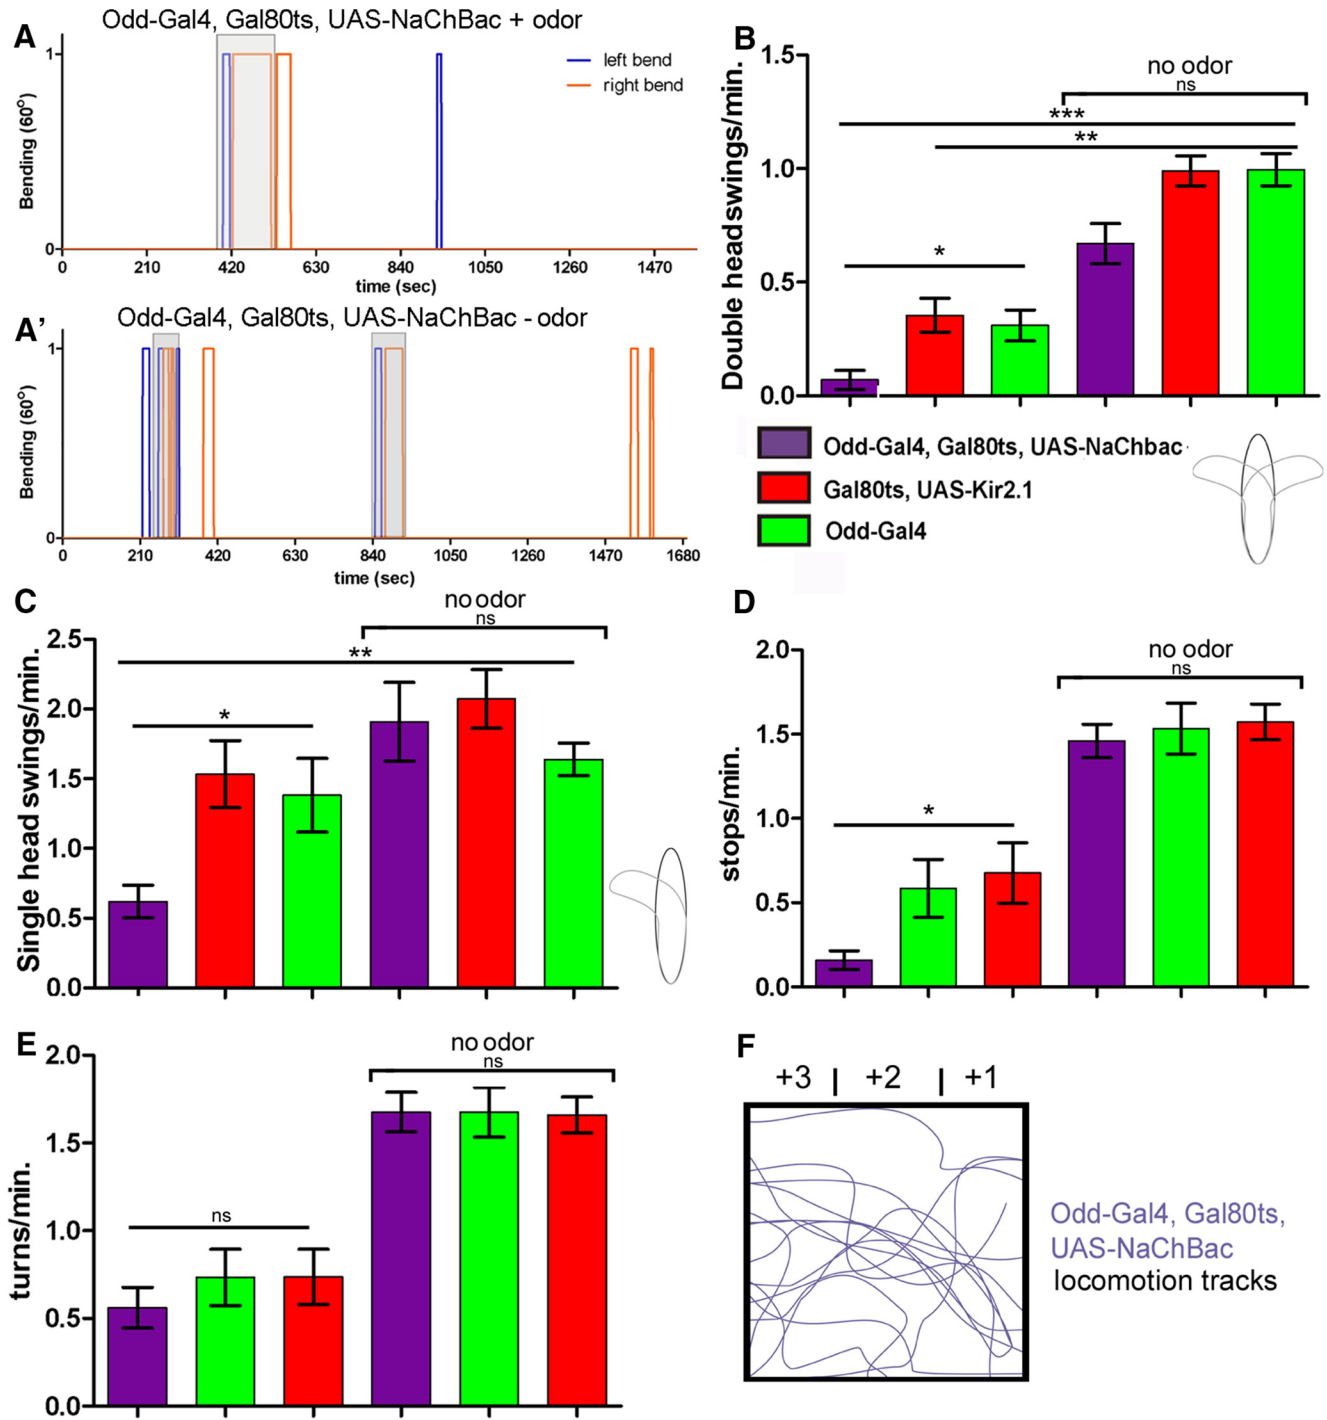 A
Odd-Gal4, Gal80ts, UAS-NaChBac + odor
left bend
right bend
Bending (60°)
1
0
0 210 420 630 840 1050 1260 1470
time (sec)
A'
Odd-Gal4, Gal80ts, UAS-NaChBac - odor
Bending (60°)
1
0
0 210 420 630 840 1050 1260 1470 1680
time (sec)
B
Double head swings/min.
1.5
1.0
0.5
0.0
no odor
ns
***
**
*
Odd-Gal4, Gal80ts, UAS-NaChbac
Gal80ts, UAS-Kir2.1
Odd-Gal4
C
Single head swings/min.
2.5
2.0
1.5
1.0
0.5
0.0
no odor
ns
**
*
D
stops/min.
2.0
1.5
1.0
0.5
0.0
no odor
ns
*
E
turns/min.
2.0
1.5
1.0
0.5
0.0
no odor
ns
ns
F
+3 | +2 | +1
Odd-Gal4, Gal80ts,
UAS-NaChBac
locomotion tracks